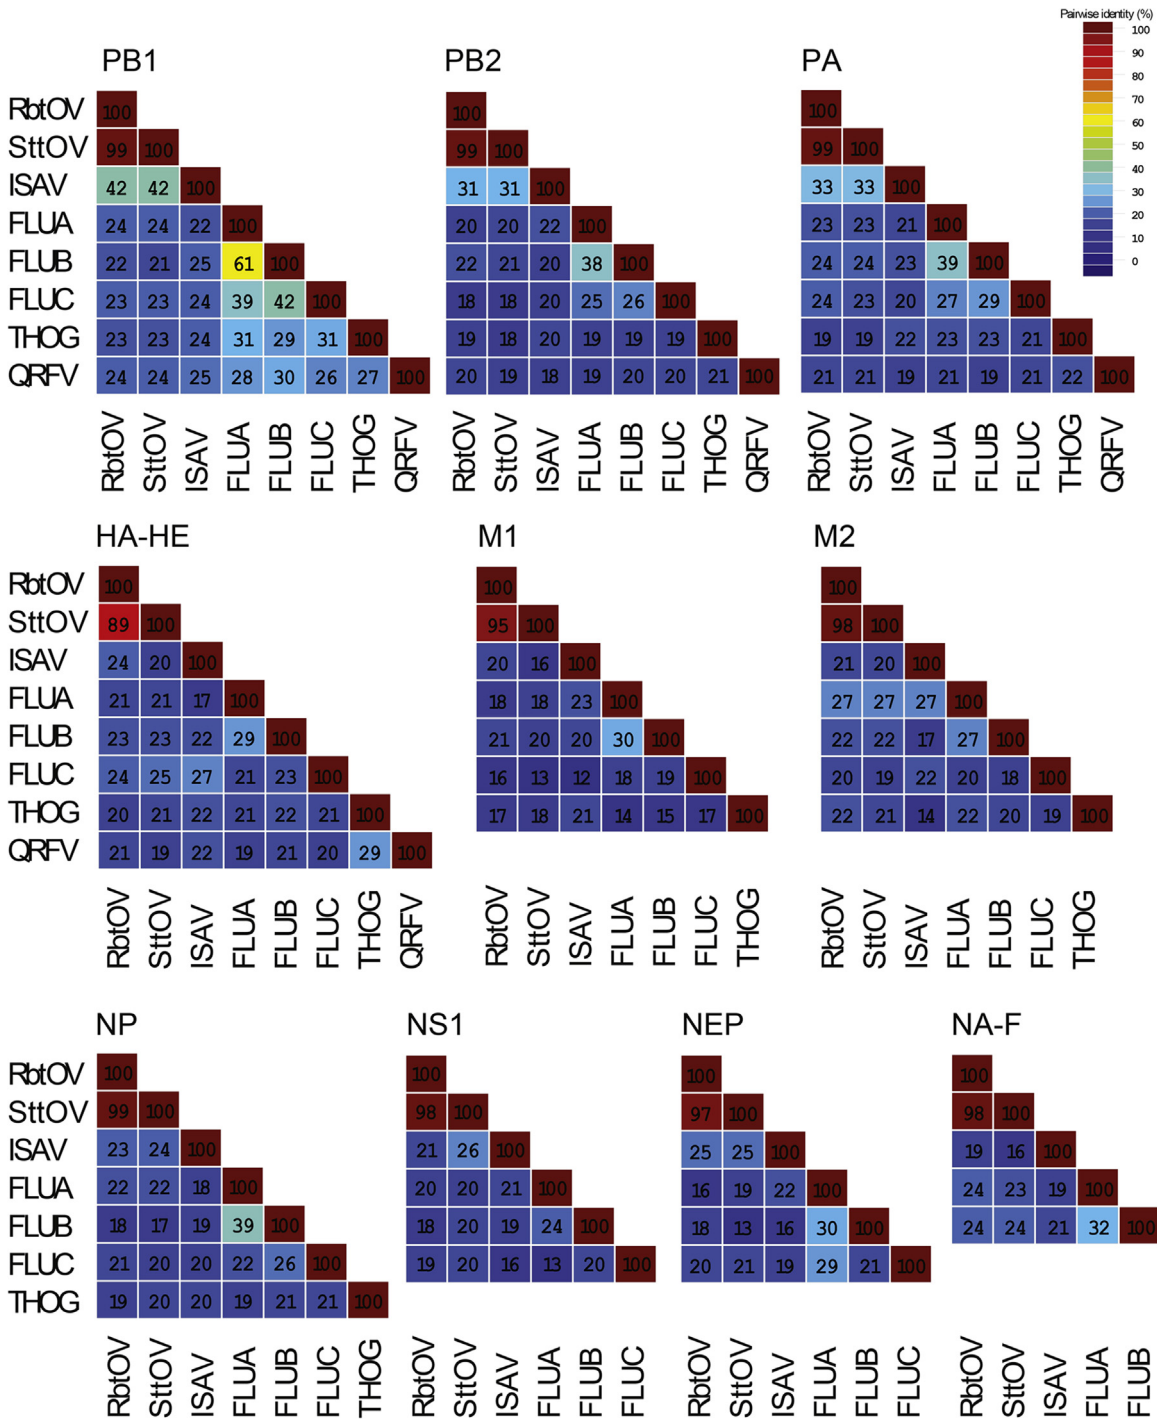 Pairwise identity (%)
100
90
80
70
60
50
40
30
20
10
0
PB1 PB2 PA
RbtOV 100 100 100
SttOV 99 100 99 100 99 100
ISAV 42 42 100 31 31 100 33 33 100
FLUA 24 24 22 100 20 20 22 100 23 23 21 100
FLUB 22 21 25 61 100 22 21 20 38 100 24 24 23 39 100
FLUC 23 23 24 39 42 100 18 18 20 25 26 100 24 23 20 27 29 100
THOG 23 23 24 31 29 31 100 19 18 20 19 19 19 100 19 19 22 23 23 21 100
QRFV 24 24 25 28 30 26 27 100 20 19 18 19 20 20 21 100 21 21 19 21 19 21 22 100
RbtOV SttOV ISAV FLUA FLUB FLUC THOG QRFV RbtOV SttOV ISAV FLUA FLUB FLUC THOG QRFV RbtOV SttOV ISAV FLUA FLUB FLUC THOG QRFV
HA-HE M1 M2
RbtOV 100 100 100
SttOV 89 100 95 100 98 100
ISAV 24 20 100 20 16 100 21 20 100
FLUA 21 21 17 100 18 18 23 100 27 27 27 100
FLUB 23 23 22 29 100 21 20 20 30 100 22 22 17 27 100
FLUC 24 25 27 21 23 100 16 13 12 18 19 100 20 19 22 20 18 100
THOG 20 21 22 21 22 21 100 17 18 21 14 15 17 100 22 21 14 22 20 19 100
QRFV 21 19 22 19 21 20 29 100
RbtOV SttOV ISAV FLUA FLUB FLUC THOG QRFV RbtOV SttOV ISAV FLUA FLUB FLUC THOG RbtOV SttOV ISAV FLUA FLUB FLUC THOG
NP NS1 NEP NA-F
RbtOV 100 100 100 100
SttOV 99 100 98 100 97 100 98 100
ISAV 23 24 100 21 26 100 25 25 100 19 16 100
FLUA 22 22 18 100 20 20 21 100 16 19 22 100 24 23 19 100
FLUB 18 17 19 39 100 18 20 19 24 100 18 13 16 30 100 24 24 21 32 100
FLUC 21 20 20 22 26 100 19 20 16 13 20 100 20 21 19 29 21 100
THOG 19 20 20 19 21 21 100
RbtOV SttOV ISAV FLUA FLUB FLUC THOG RbtOV SttOV ISAV FLUA FLUB FLUC RbtOV SttOV ISAV FLUA FLUB FLUC RbtOV SttOV ISAV FLUA FLUB